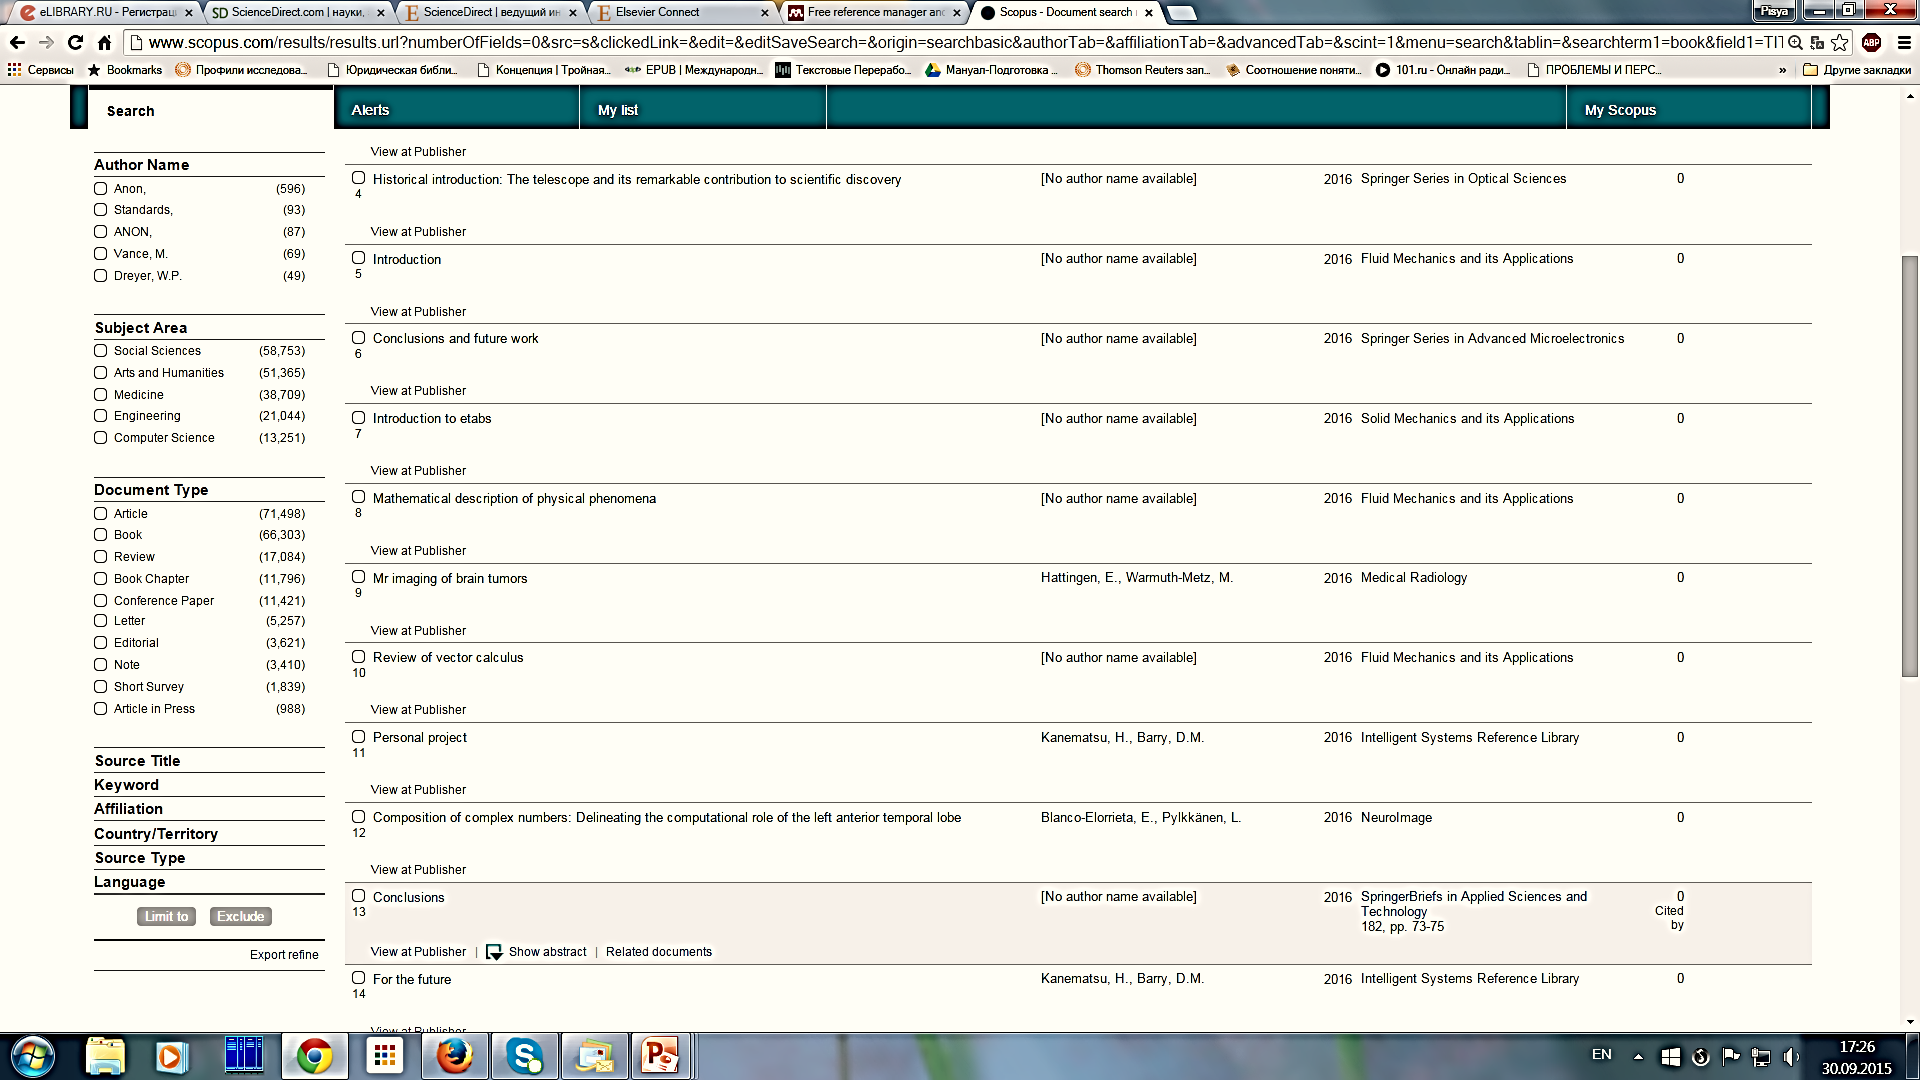 eLIBRARY.RU - Регистрац
ScienceDirect.com | науки,
ScienceDirect | ведущий ин
Elsevier Connect
Free reference manager and
Scopus - Document search
Pisya
www.scopus.com/results/results.url?numberOfFields=0&src=s&clickedLink=&edit=&editSaveSearch=&origin=searchbasic&authorTab=&affiliationTab=&advancedTab=&scint=1&menu=search&tablin=&searchterm1=book&field1=TIT
ABP
Сервисы Bookmarks Профили исследова... Юридическая библи... Концепция | Тройная... EPUB | Международн... Текстовые Перерабо... Мануал-Подготовка ... Thomson Reuters зап... Соотношение поняти... 101.ru - Онлайн ради... ПРОБЛЕМЫ И ПЕРС... » Другие закладки
Search Alerts My list My Scopus
Author Name
Anon, (596)
Standards, (93)
ANON, (87)
Vance, M. (69)
Dreyer, W.P. (49)
Subject Area
Social Sciences (58,753)
Arts and Humanities (51,365)
Medicine (38,709)
Engineering (21,044)
Computer Science (13,251)
Document Type
Article (71,498)
Book (66,303)
Review (17,084)
Book Chapter (11,796)
Conference Paper (11,421)
Letter (5,257)
Editorial (3,621)
Note (3,410)
Short Survey (1,839)
Article in Press (988)
Source Title
Keyword
Affiliation
Country/Territory
Source Type
Language
Limit to Exclude
Export refine
View at Publisher
Historical introduction: The telescope and its remarkable contribution to scientific discovery [No author name available] 2016 Springer Series in Optical Sciences 0
4
View at Publisher
Introduction [No author name available] 2016 Fluid Mechanics and its Applications 0
5
View at Publisher
Conclusions and future work [No author name available] 2016 Springer Series in Advanced Microelectronics 0
6
View at Publisher
Introduction to etabs [No author name available] 2016 Solid Mechanics and its Applications 0
7
View at Publisher
Mathematical description of physical phenomena [No author name available] 2016 Fluid Mechanics and its Applications 0
8
View at Publisher
Mr imaging of brain tumors Hattingen, E., Warmuth-Metz, M. 2016 Medical Radiology 0
9
View at Publisher
Review of vector calculus [No author name available] 2016 Fluid Mechanics and its Applications 0
10
View at Publisher
Personal project Kanematsu, H., Barry, D.M. 2016 Intelligent Systems Reference Library 0
11
View at Publisher
Composition of complex numbers: Delineating the computational role of the left anterior temporal lobe Blanco-Elorrieta, E., Pylkkänen, L. 2016 NeuroImage 0
12
View at Publisher
Conclusions [No author name available] 2016 SpringerBriefs in Applied Sciences and 0
13 Technology Cited
182, pp. 73-75 by
View at Publisher | Show abstract | Related documents
For the future Kanematsu, H., Barry, D.M. 2016 Intelligent Systems Reference Library 0
14
View at Publisher
EN
17:26
30.09.2015